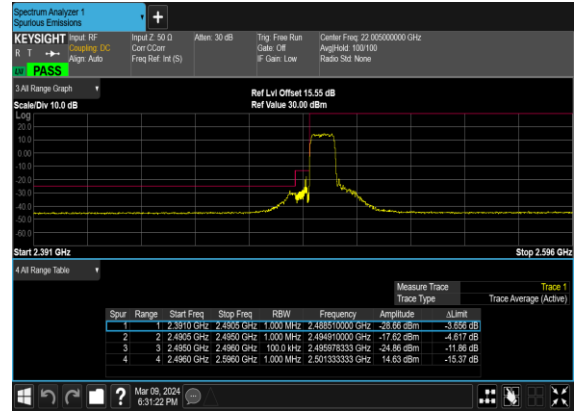 Spectrum Analyzer 1
Spurious Emissions
+
KEYSIGHT Input: RF Input Z: 50 Ω Atten: 30 dB Trig: Free Run Center Freq: 22.005000000 GHz
R T Coupling: DC Corr CCorr Gate: Off Avg|Hold: 100/100
Align: Auto Freq Ref: Int (S) IF Gain: Low Radio Std: None
PASS
3 All Range Graph
Ref Lvl Offset 15.55 dB
Scale/Div 10.0 dB Ref Value 30.00 dBm
Log
20.0
10.0
0.00
-10.0
-20.0
-30.0
-40.0
-50.0
-60.0
Start 2.391 GHz Stop 2.596 GHz
4 All Range Table
Measure Trace Trace 1
Trace Type Trace Average (Active)
Spur Range Start Freq Stop Freq RBW Frequency Amplitude ΔLimit
1 1 2.3910 GHz 2.4905 GHz 1.000 MHz 2.488510000 GHz -28.66 dBm -3.656 dB
2 2 2.4905 GHz 2.4950 GHz 1.000 MHz 2.494910000 GHz -17.62 dBm -4.617 dB
3 3 2.4950 GHz 2.4960 GHz 100.0 kHz 2.495978333 GHz -24.86 dBm -11.86 dB
4 4 2.4960 GHz 2.5960 GHz 1.000 MHz 2.501333333 GHz 14.63 dBm -15.37 dB
?
Mar 09, 2024
6:31:22 PM